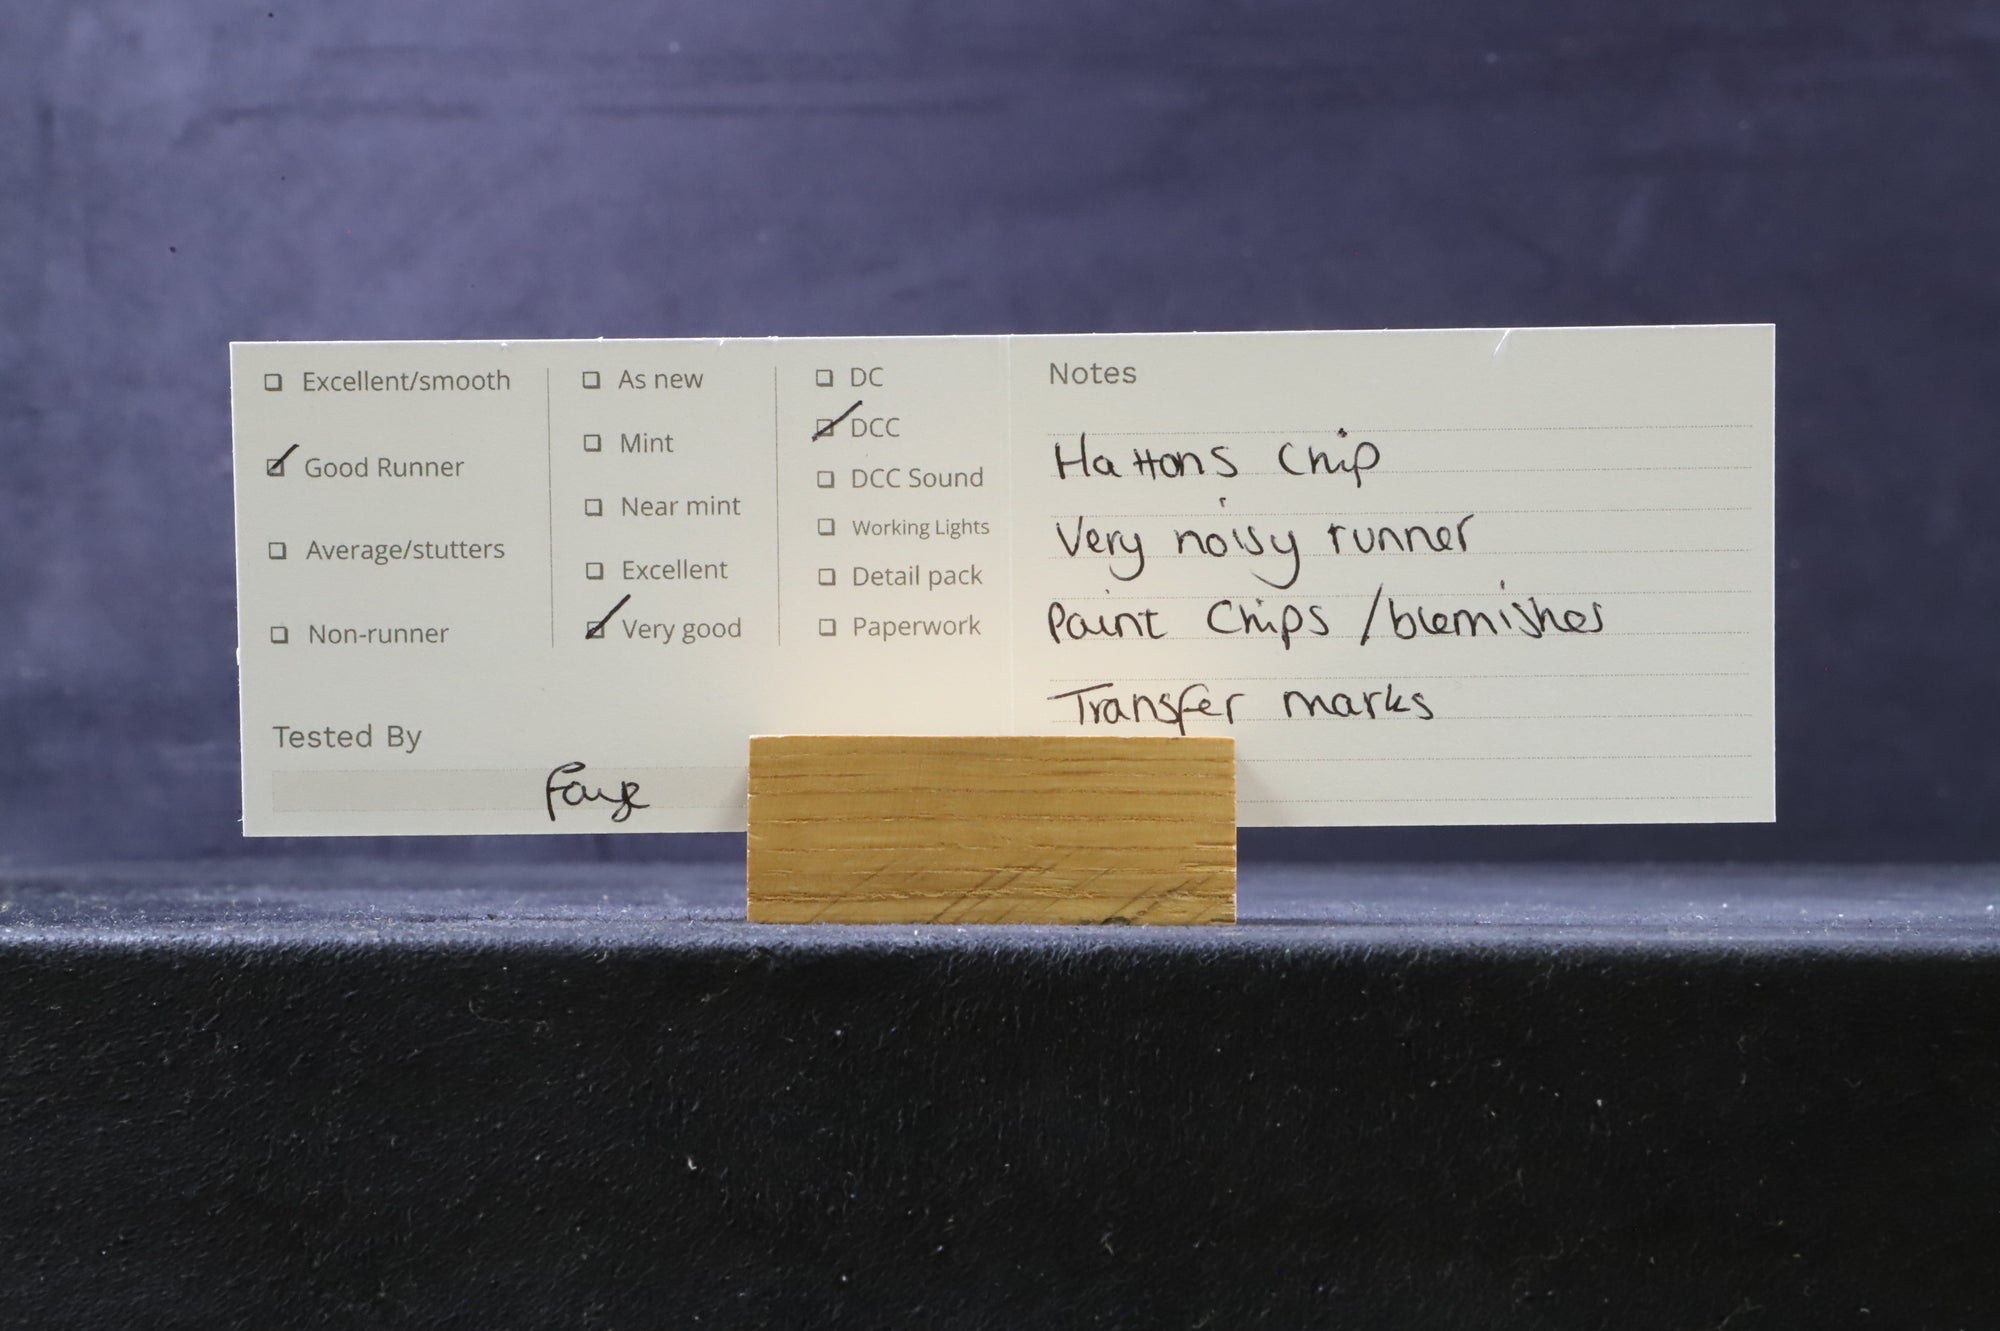 ☐ Excellent/smooth
☑ Good Runner
☐ Average/stutters
☐ Non-runner
☐ As new
☐ Mint
☐ Near mint
☐ Excellent
☑ Very good
☐ DC
☑ DCC
☐ DCC Sound
☐ Working Lights
☐ Detail pack
☐ Paperwork
Tested By
Faye
Notes
Hattons Chip
Very noisy runner
Paint Chips / blemishes
Transfer marks